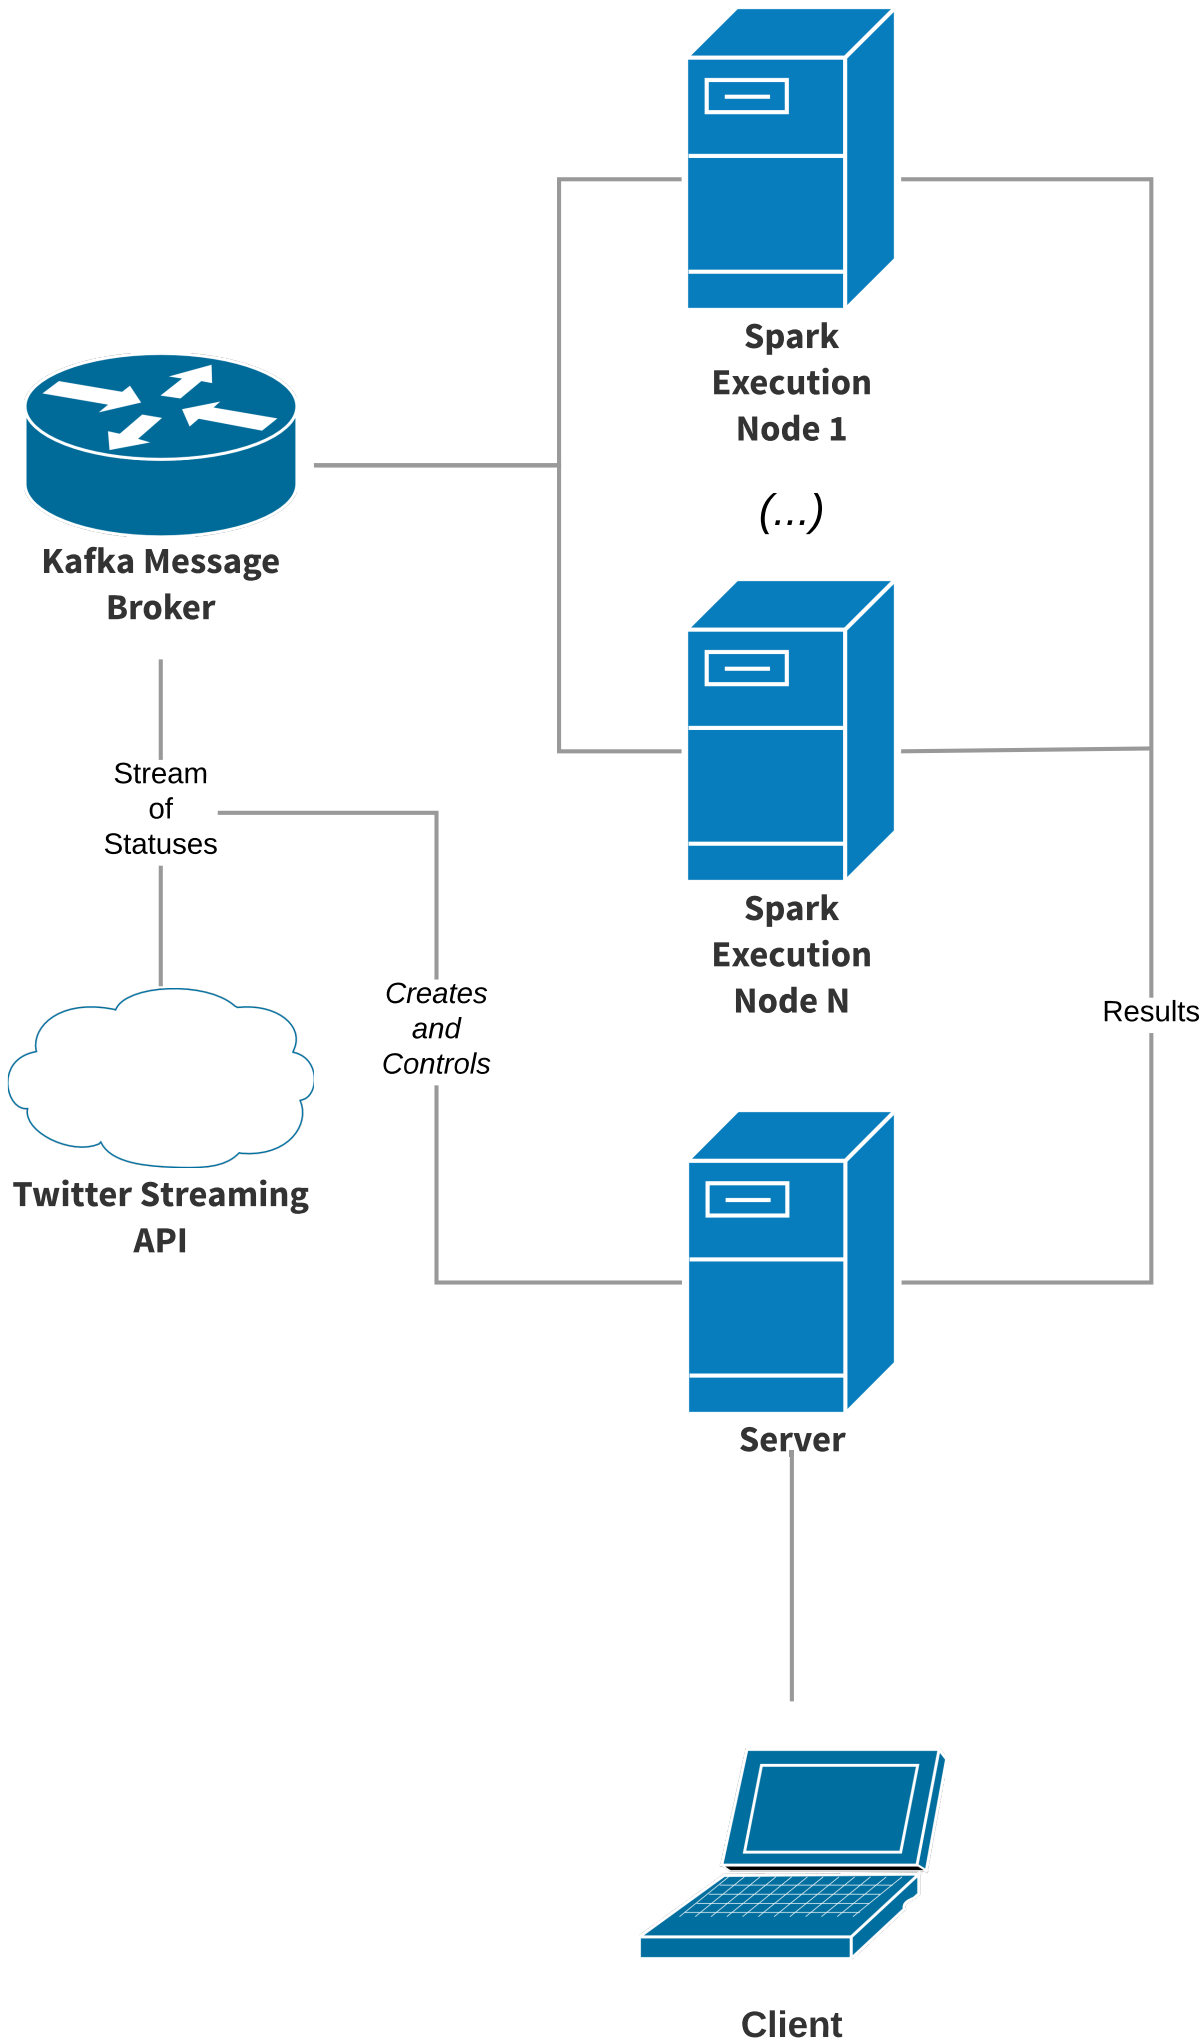 Spark
Execution
Node 1
(...)
Kafka Message
Broker
Stream
of
Statuses
Spark
Execution
Node N
Creates
and
Controls
Results
Twitter Streaming
API
Server
Client